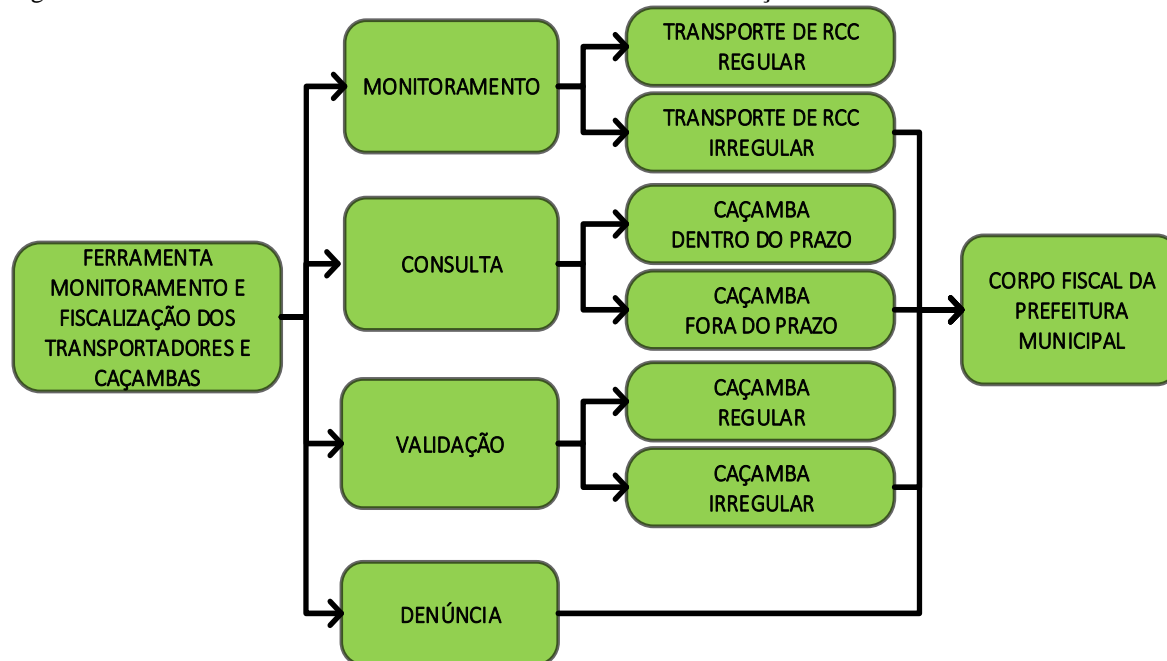 FERRAMENTA
MONITORAMENTO E
FISCALIZAÇÃO DOS
TRANSPORTADORES E
CAÇAMBAS
MONITORAMENTO
TRANSPORTE DE RCC
REGULAR
TRANSPORTE DE RCC
IRREGULAR
CONSULTA
CAÇAMBA
DENTRO DO PRAZO
CAÇAMBA
FORA DO PRAZO
VALIDAÇÃO
CAÇAMBA
REGULAR
CAÇAMBA
IRREGULAR
DENÚNCIA
CORPO FISCAL DA
PREFEITURA
MUNICIPAL